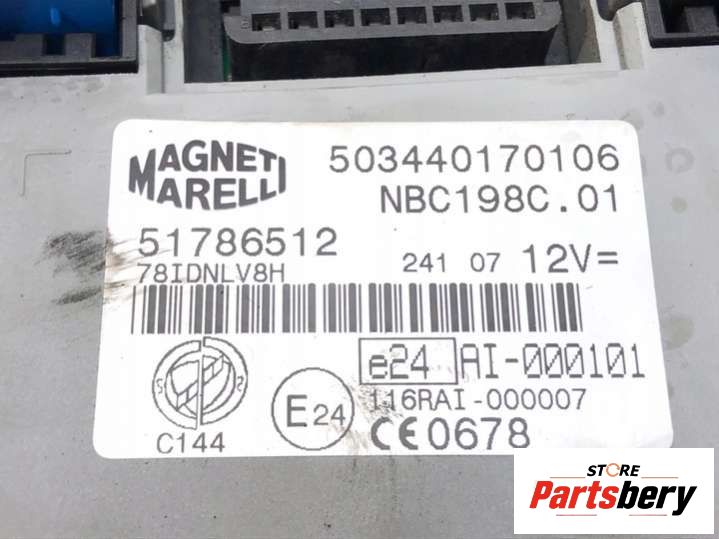 MAGNETI
MARELLI
503440170106
NBC198C.01
51786512
78IDNLV8H
241 07 12V=
e24 AI-000101
116RAI-000007
E24
C144
CE0678
STORE
Partsbery